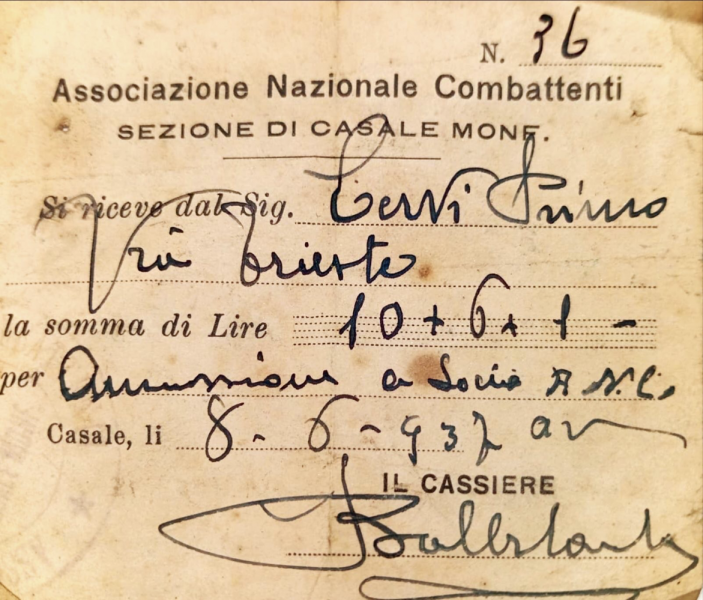 N. 36
Associazione Nazionale Combattenti
SEZIONE DI CASALE MONF.
Si riceve dal Sig. Cervi Primo
Via Trieste
la somma di Lire 10 + 6 + 1 -
per Ammissione a Socio A.N.C.
Casale, li 8 - 6 - 937
IL CASSIERE